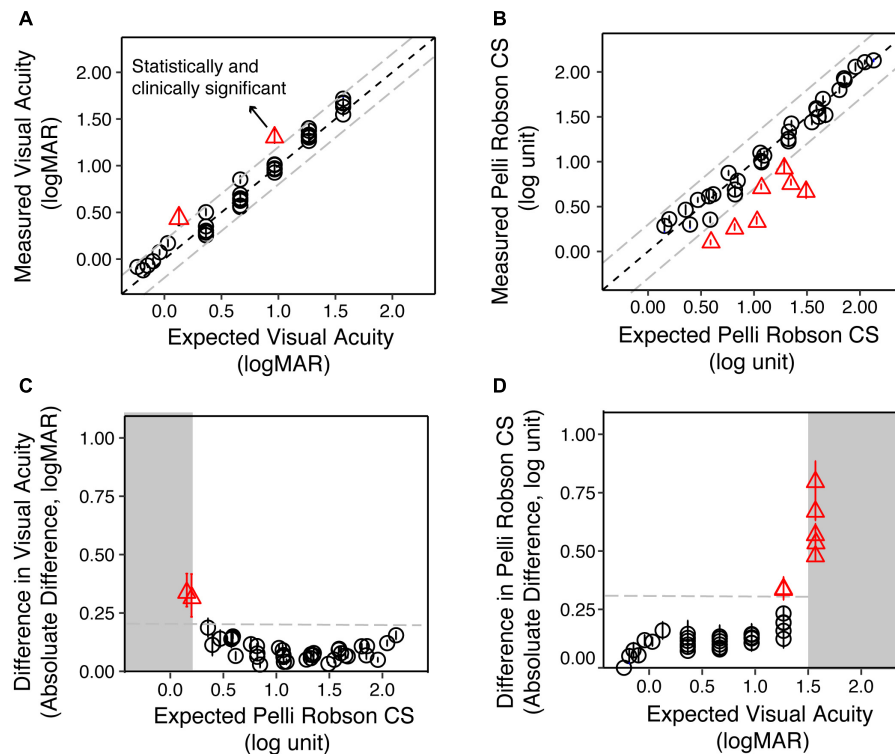 A
Measured Visual Acuity
(logMAR)
2.00
1.50
1.00
0.50
0.00
Statistically and
clinically significant
0.0
0.5
1.0
1.5
2.0
Expected Visual Acuity
(logMAR)
B
Measured Pelli Robson CS
(log unit)
2.00
1.50
1.00
0.50
0.00
0.00
0.50
1.00
1.50
2.00
Expected Pelli Robson CS
(log unit)
C
Difference in Visual Acuity
(Absolute Difference, logMAR)
1.00
0.75
0.50
0.25
0.00
0.0
0.5
1.0
1.5
2.0
Expected Pelli Robson CS
(log unit)
D
Difference in Pelli Robson CS
(Absoluate Difference, log unit)
1.00
0.75
0.50
0.25
0.00
0.0
0.5
1.0
1.5
2.0
Expected Visual Acuity
(logMAR)